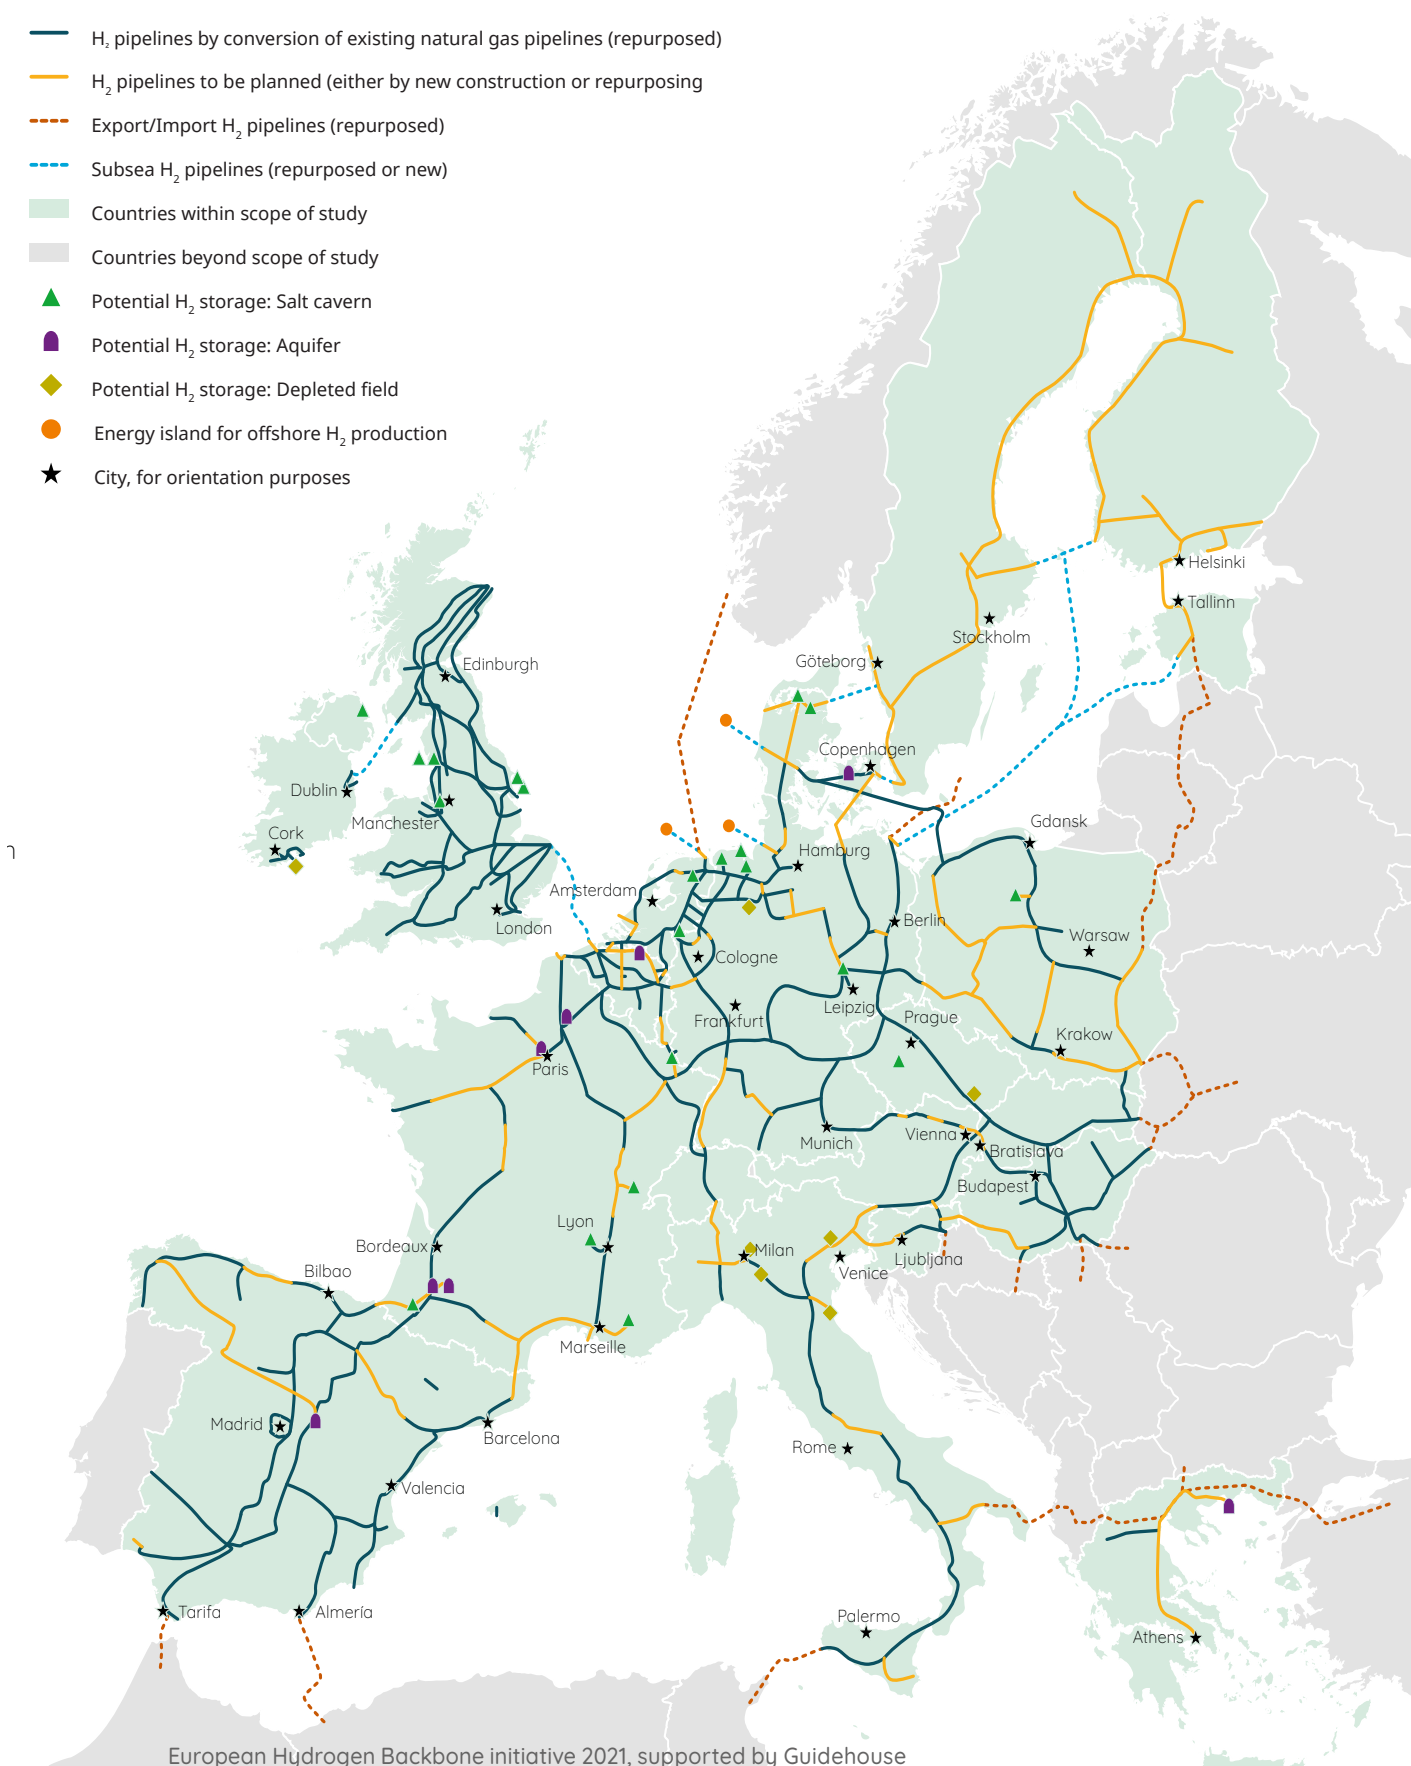 H₂ pipelines by conversion of existing natural gas pipelines (repurposed)
H₂ pipelines to be planned (either by new construction or repurposing
Export/Import H₂ pipelines (repurposed)
Subsea H₂ pipelines (repurposed or new)
Countries within scope of study
Countries beyond scope of study
Potential H₂ storage: Salt cavern
Potential H₂ storage: Aquifer
Potential H₂ storage: Depleted field
Energy island for offshore H₂ production
City, for orientation purposes
Helsinki
Tallinn
Stockholm
Göteborg
Edinburgh
Copenhagen
Dublin
Manchester
Gdansk
Cork
Hamburg
Amsterdam
Berlin
London
Warsaw
Cologne
Leipzig
Frankfurt
Prague
Krakow
Paris
Munich
Vienna
Bratislava
Budapest
Lyon
Bordeaux
Milan
Ljubljana
Venice
Bilbao
Marseille
Madrid
Barcelona
Rome
Valencia
Tarifa
Almería
Palermo
Athens
European Hydrogen Backbone initiative 2021, supported by Guidehouse